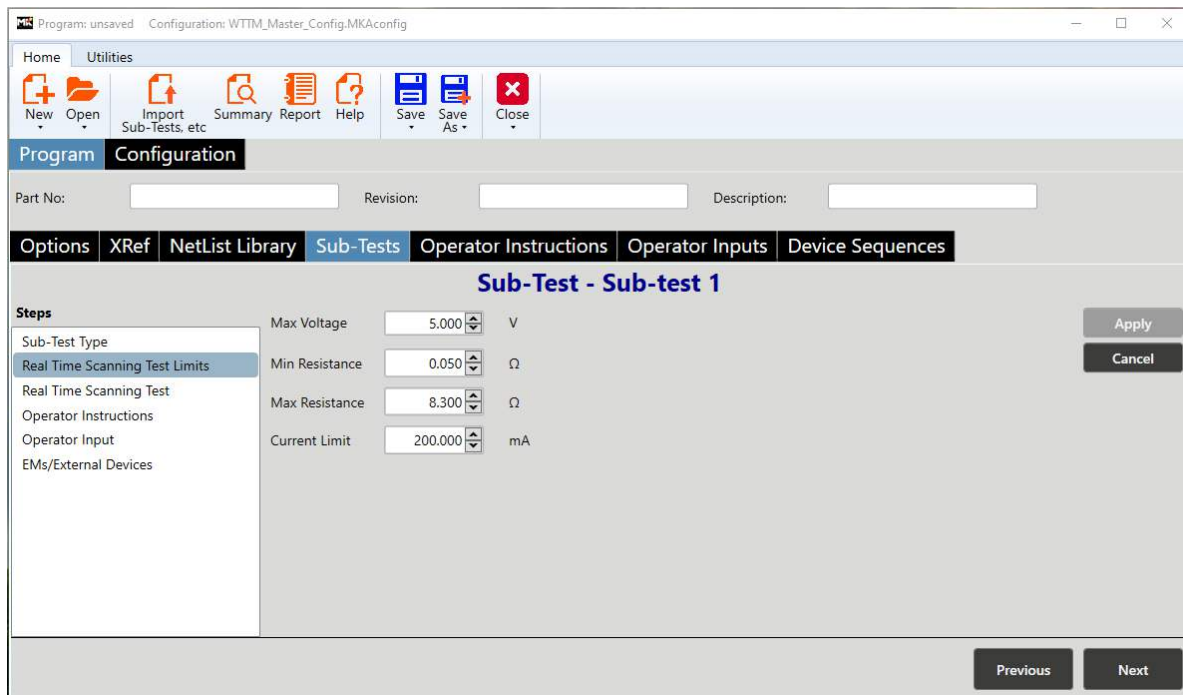 MK Program: unsaved Configuration: WTTM_Master_Config.MKAconfig
Home Utilities
New Open Import Sub-Tests, etc Summary Report Help Save Save As Close
Program Configuration
Part No: Revision: Description:
Options XRef NetList Library Sub-Tests Operator Instructions Operator Inputs Device Sequences
Sub-Test - Sub-test 1
Steps
Sub-Test Type
Real Time Scanning Test Limits
Real Time Scanning Test
Operator Instructions
Operator Input
EMs/External Devices
Max Voltage 5.000 V
Min Resistance 0.050 Ω
Max Resistance 8.300 Ω
Current Limit 200.000 mA
Apply
Cancel
Previous Next